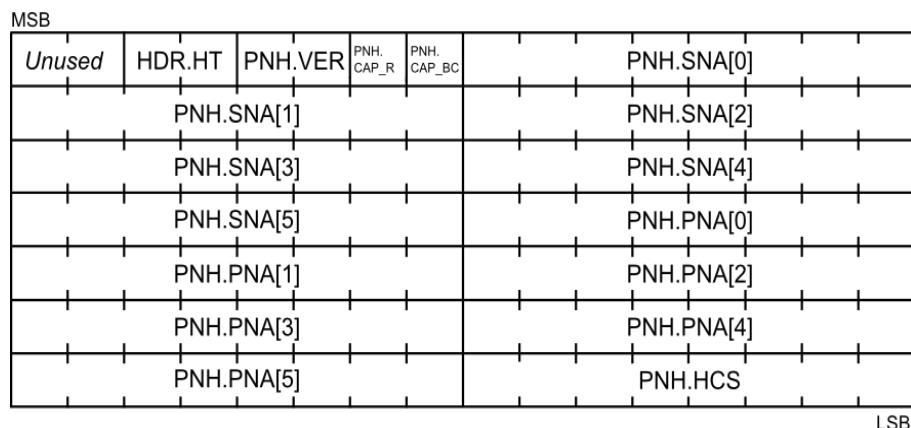 MSB
Unused HDR.HT PNH.VER PNH. CAP_R PNH. CAP_BC PNH.SNA[0]
PNH.SNA[1] PNH.SNA[2]
PNH.SNA[3] PNH.SNA[4]
PNH.SNA[5] PNH.PNA[0]
PNH.PNA[1] PNH.PNA[2]
PNH.PNA[3] PNH.PNA[4]
PNH.PNA[5] PNH.HCS
LSB